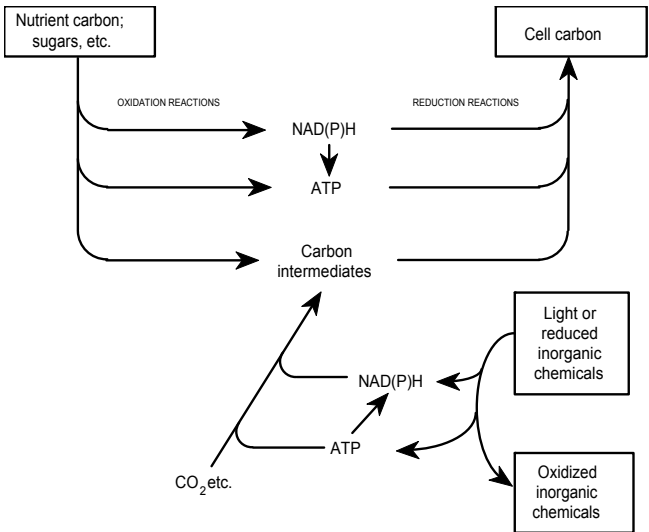 Nutrient carbon;
sugars, etc.
Cell carbon
OXIDATION REACTIONS
REDUCTION REACTIONS
NAD(P)H
ATP
Carbon
intermediates
Light or
reduced
inorganic
chemicals
NAD(P)H
ATP
CO2 etc.
Oxidized
inorganic
chemicals